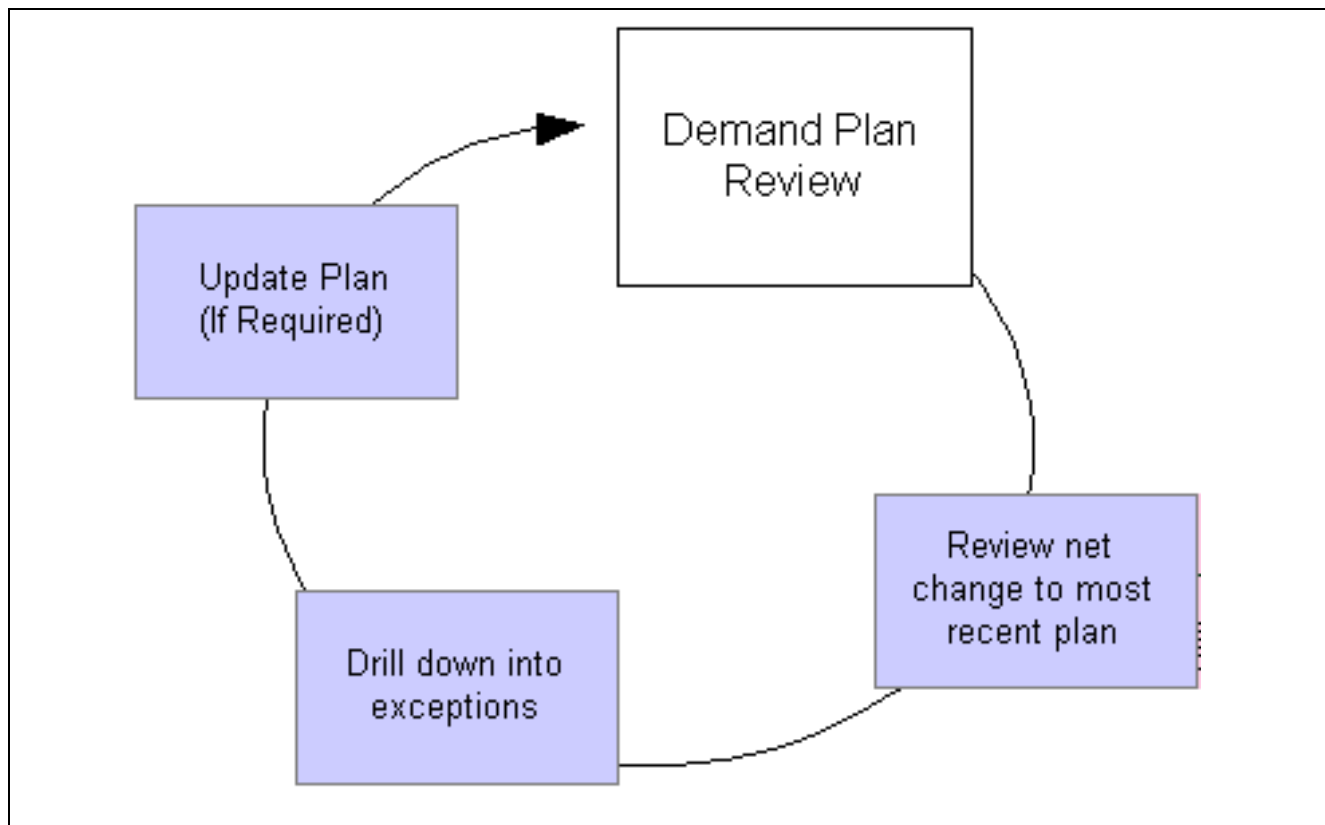 Demand Plan
Review
Update Plan
(If Required)
Review net
change to most
recent plan
Drill down into
exceptions